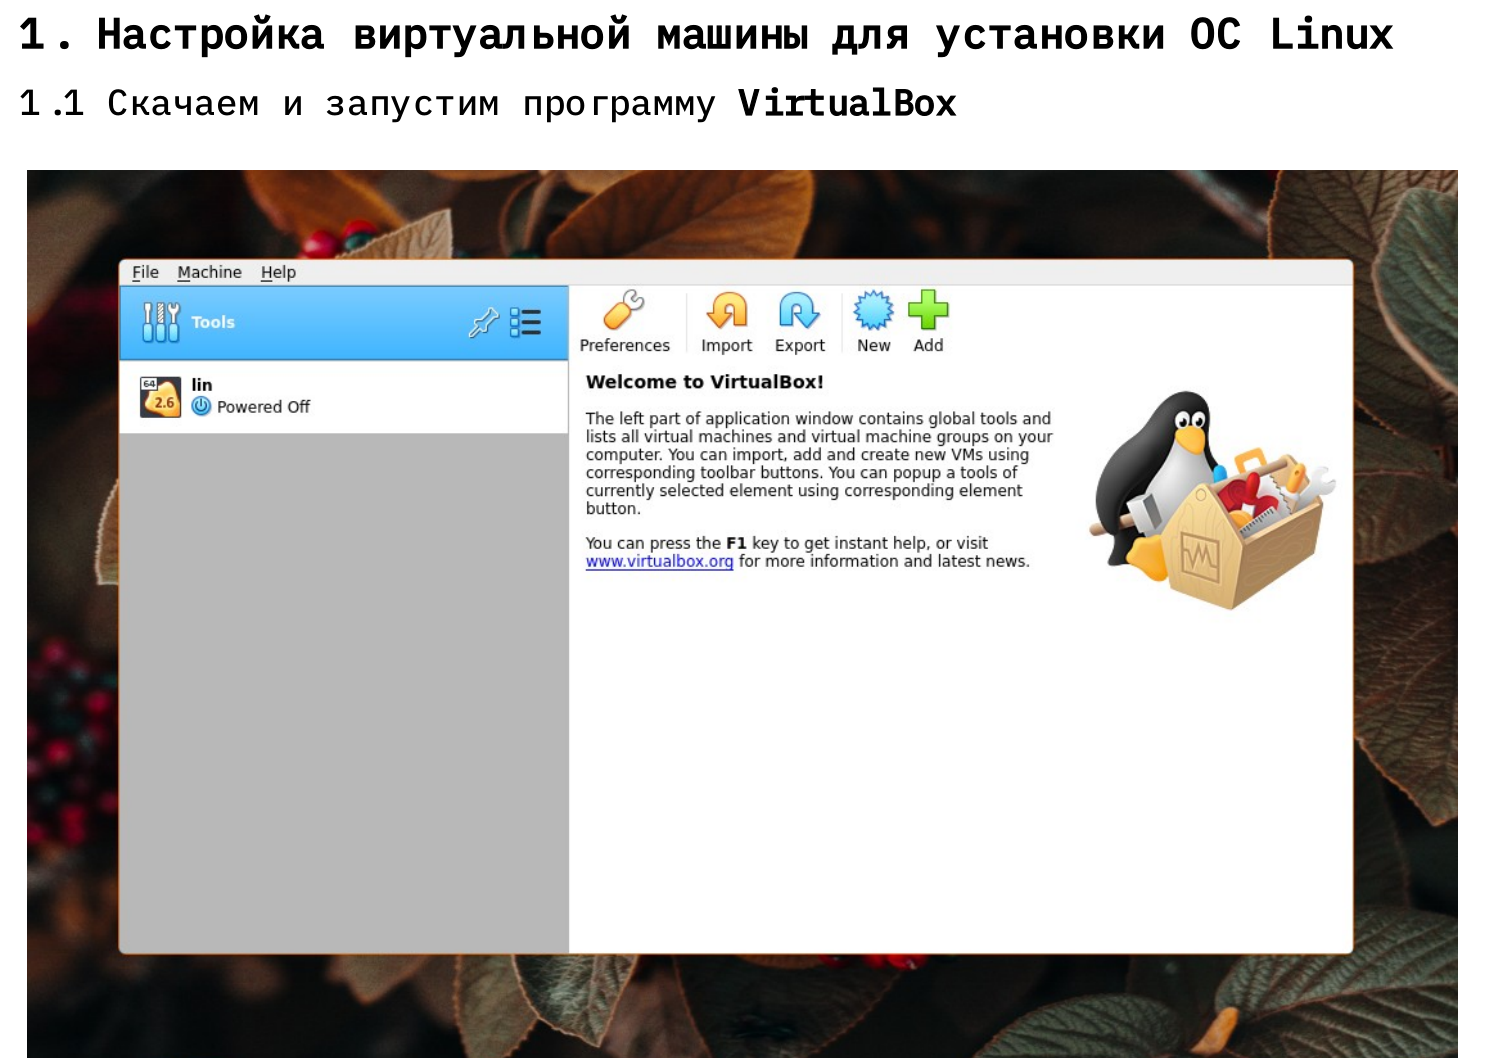 1. Настройка виртуальной машины для установки ОС Linux
1.1 Скачаем и запустим программу VirtualBox
File Machine Help
Tools
64
2.6
lin
Powered Off
Preferences Import Export New Add
Welcome to VirtualBox!
The left part of application window contains global tools and
lists all virtual machines and virtual machine groups on your
computer. You can import, add and create new VMs using
corresponding toolbar buttons. You can popup a tools of
currently selected element using corresponding element
button.
You can press the F1 key to get instant help, or visit
www.virtualbox.org for more information and latest news.